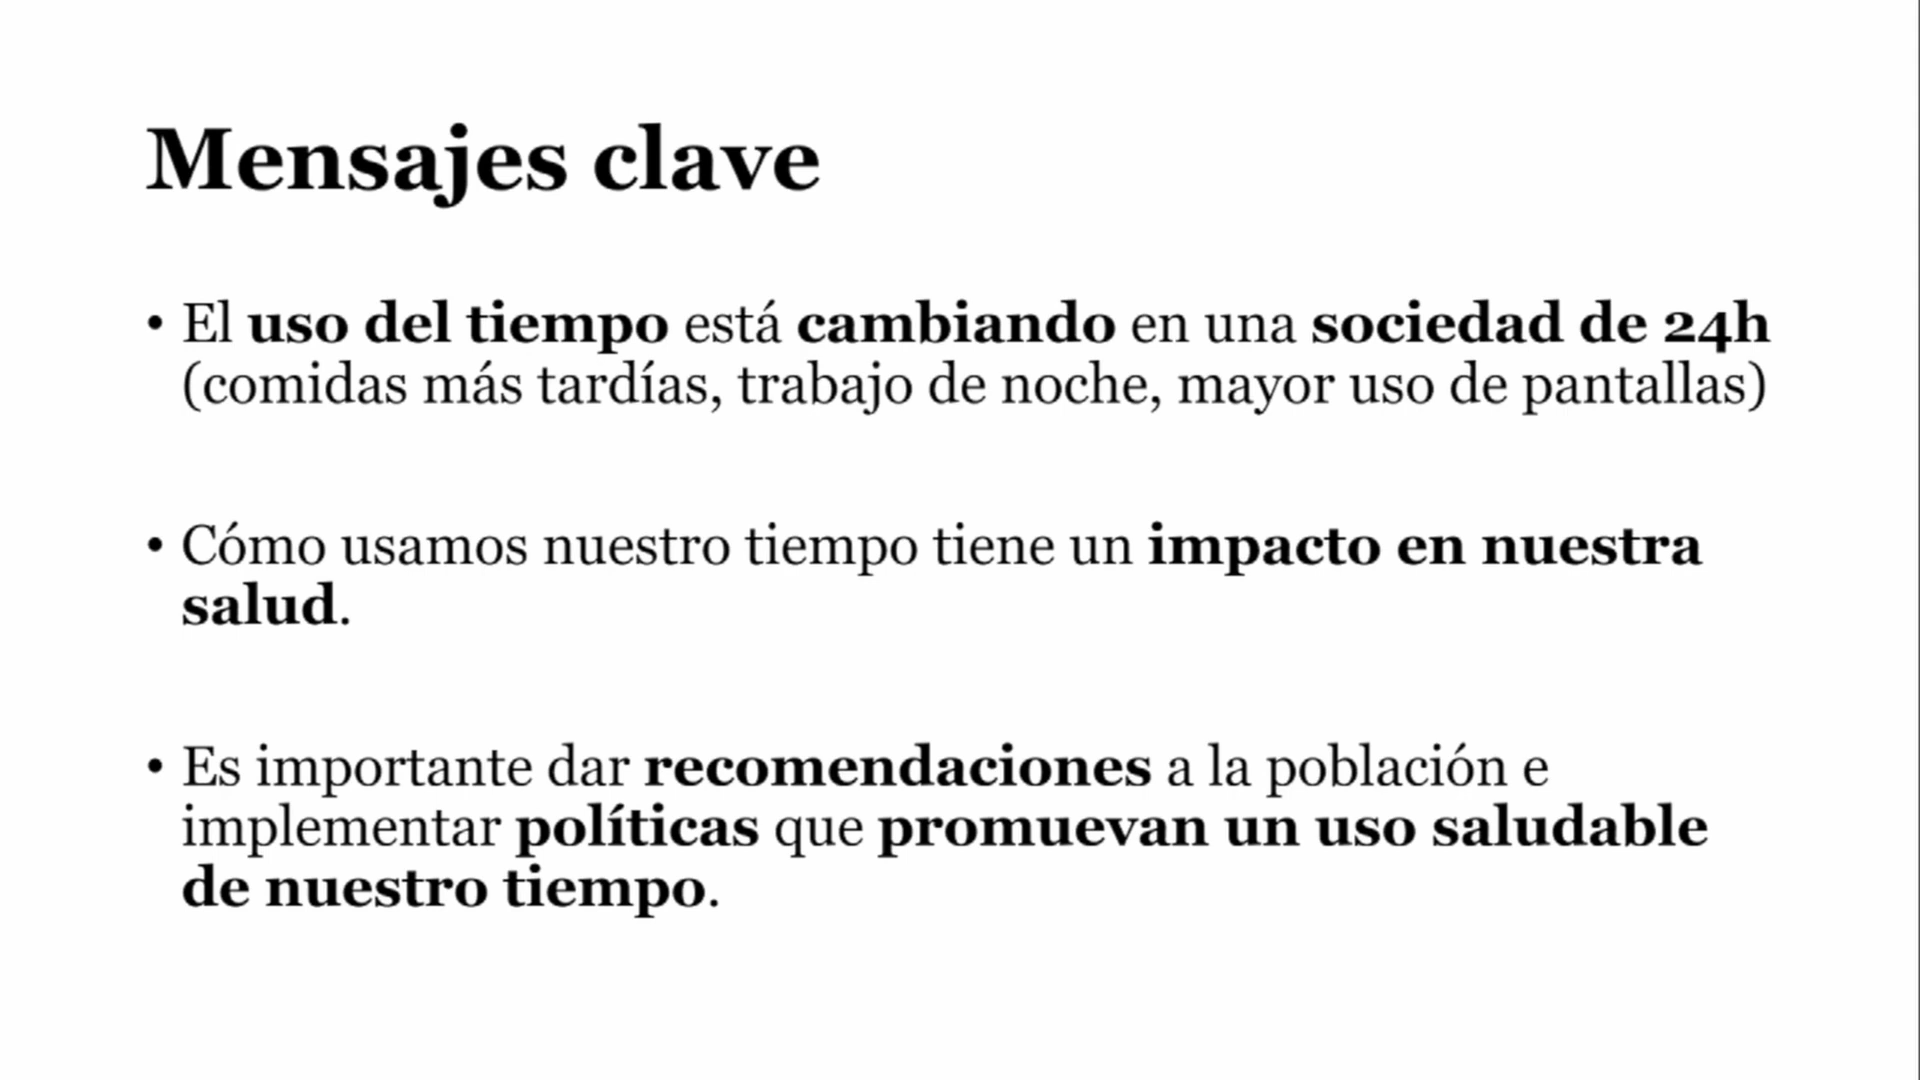 Mensajes clave
• El uso del tiempo está cambiando en una sociedad de 24h
(comidas más tardías, trabajo de noche, mayor uso de pantallas)
• Cómo usamos nuestro tiempo tiene un impacto en nuestra
salud.
• Es importante dar recomendaciones a la población e
implementar políticas que promuevan un uso saludable
de nuestro tiempo.